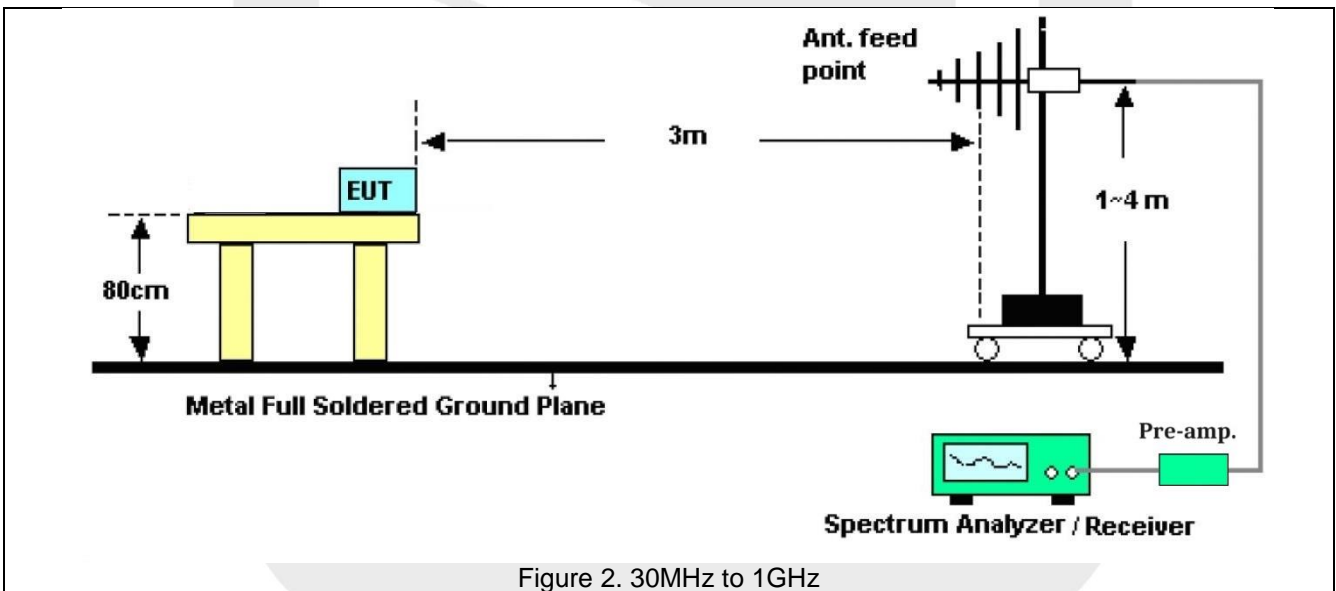 Ant. feed
point
3m
EUT
1~4 m
80cm
Metal Full Soldered Ground Plane
Pre-amp.
Spectrum Analyzer / Receiver
Figure 2. 30MHz to 1GHz